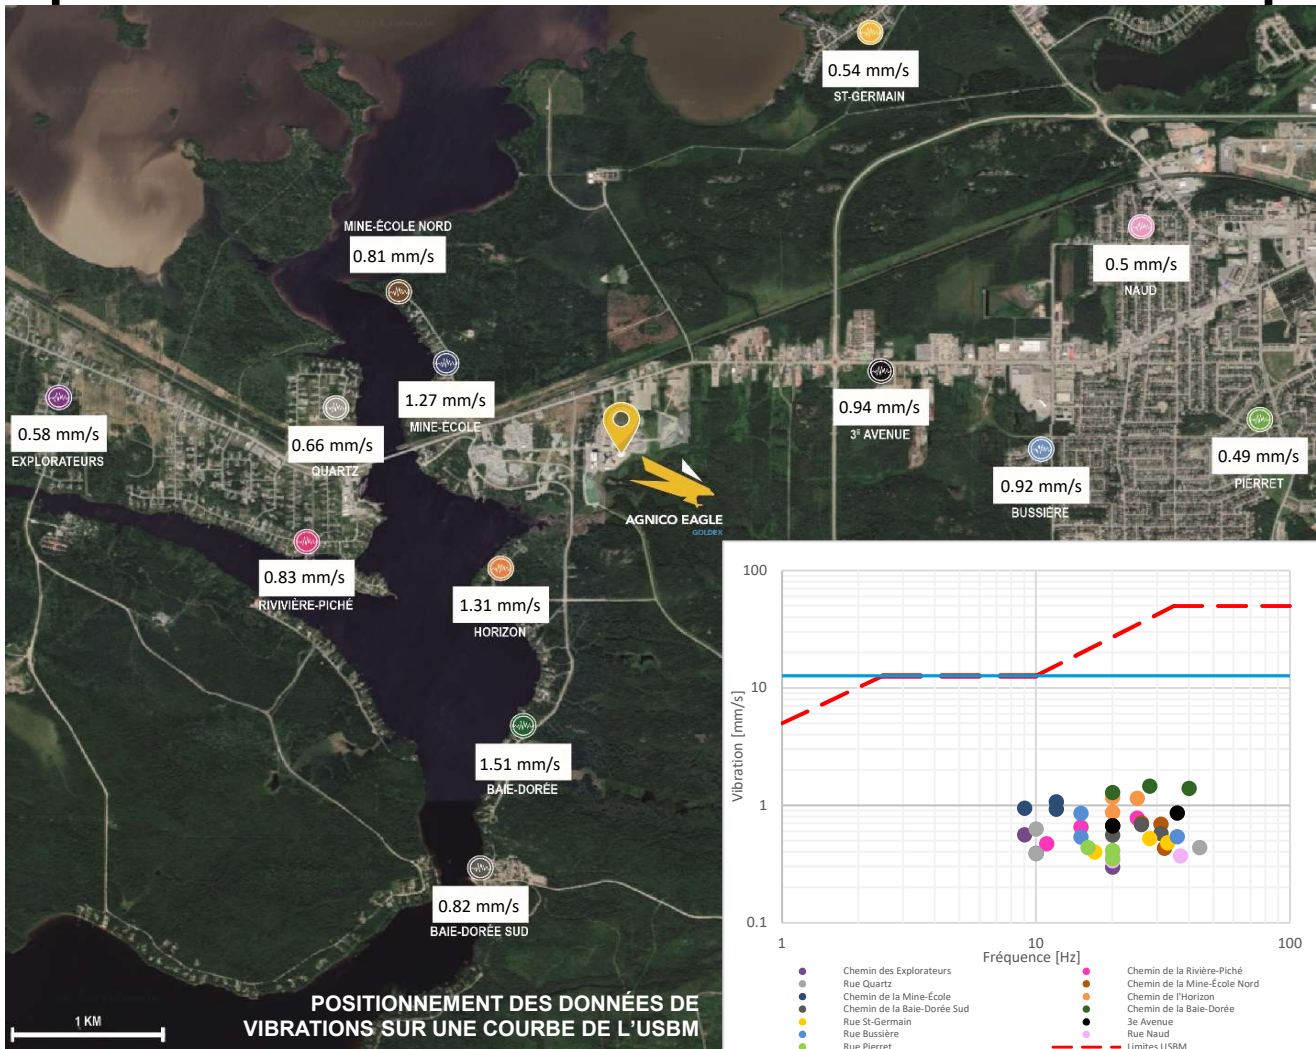 0.54 mm/s
ST-GERMAIN
MINE-ÉCOLE NORD
0.81 mm/s
0.5 mm/s
NAUD
1.27 mm/s
MINE-ÉCOLE
0.58 mm/s
EXPLORATEURS
0.66 mm/s
QUARTZ
0.94 mm/s
3E AVENUE
0.92 mm/s
BUSSIÈRE
0.49 mm/s
PIERRET
AGNICO EAGLE
GOLDEX
0.83 mm/s
RIVIVIÈRE-PICHÉ
1.31 mm/s
HORIZON
1.51 mm/s
BAIE-DORÉE
0.82 mm/s
BAIE-DORÉE SUD
POSITIONNEMENT DES DONNÉES DE
VIBRATIONS SUR UNE COURBE DE L'USBM
1 KM
100
10
1
0.1
Vibration [mm/s]
1
10
100
Fréquence [Hz]
Chemin des Explorateurs
Chemin de la Rivière-Piché
Rue Quartz
Chemin de la Mine-École Nord
Chemin de la Mine-École
Chemin de l'Horizon
Chemin de la Baie-Dorée Sud
Chemin de la Baie-Dorée
Rue St-Germain
3e Avenue
Rue Bussière
Rue Naud
Rue Pierret
Limites USBM